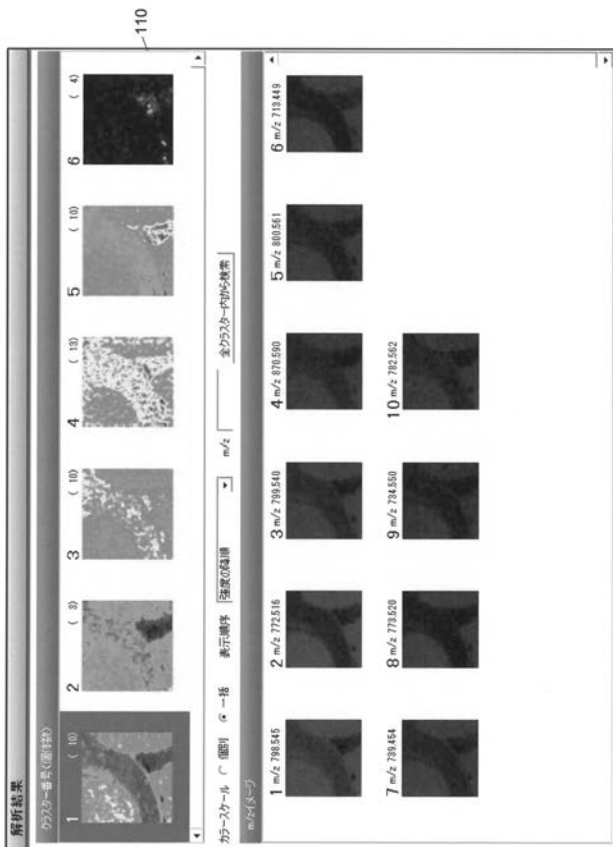 解析結果
クラスター番号(個体数)
1 ( 10)
2 ( 3)
3 ( 10)
4 ( 13)
5 ( 10)
6 ( 4)
カラースケール 個別 一括 表示順序 強度の降順 m/z 全クラスター内から検索
m/zイメージ
1 m/z 798.545
2 m/z 772.516
3 m/z 799.540
4 m/z 870.590
5 m/z 800.561
6 m/z 713.449
7 m/z 739.454
8 m/z 773.520
9 m/z 734.550
10 m/z 782.562
110